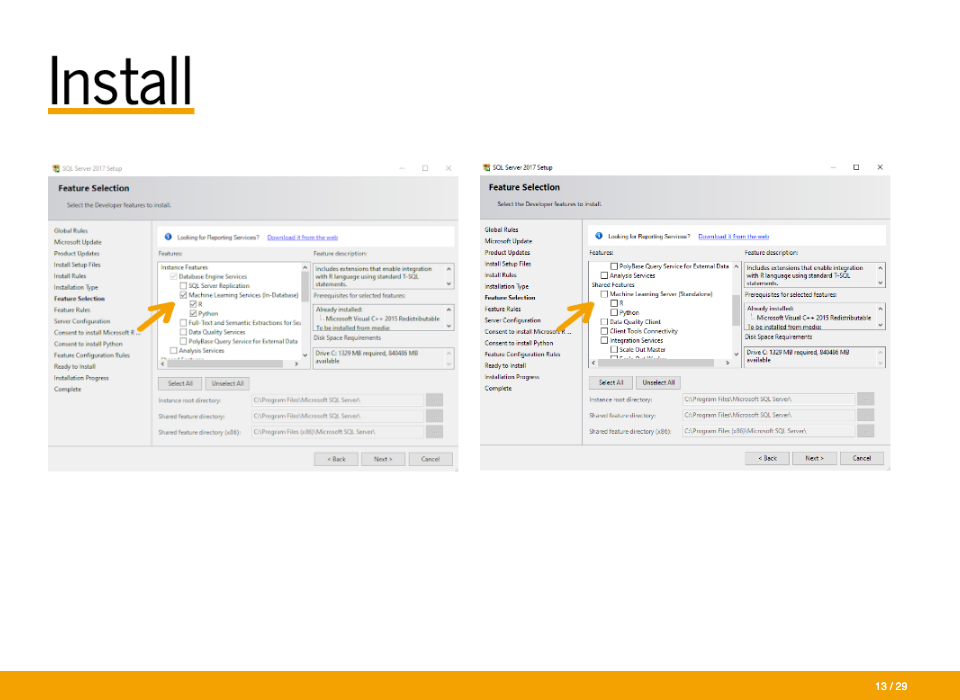 Install
SQL Server 2017 Setup
Feature Selection
Select the Developer features to install.
Global Rules
Microsoft Update
Product Updates
Install Setup Files
Install Rules
Installation Type
Feature Selection
Feature Rules
Server Configuration
Consent to install Microsoft R ...
Consent to install Python
Feature Configuration Rules
Ready to Install
Installation Progress
Complete
Looking for Reporting Services? Download it from the web
Features:
Instance Features
Database Engine Services
SQL Server Replication
Machine Learning Services (In-Database)
R
Python
Full-Text and Semantic Extractions for Sea
Data Quality Services
PolyBase Query Service for External Data
Analysis Services
Feature description:
Includes extensions that enable integration
with R language using standard T-SQL
statements.
Prerequisites for selected features:
Already installed:
Microsoft Visual C++ 2015 Redistributable
To be installed from media:
Disk Space Requirements
Drive C: 1329 MB required, 840486 MB
available
Select All
Unselect All
Instance root directory:
C:\Program Files\Microsoft SQL Server\
Shared feature directory:
C:\Program Files\Microsoft SQL Server\
Shared feature directory (x86):
C:\Program Files (x86)\Microsoft SQL Server\
< Back
Next >
Cancel
SQL Server 2017 Setup
Feature Selection
Select the Developer features to install.
Global Rules
Microsoft Update
Product Updates
Install Setup Files
Install Rules
Installation Type
Feature Selection
Feature Rules
Server Configuration
Consent to install Microsoft R ...
Consent to install Python
Feature Configuration Rules
Ready to Install
Installation Progress
Complete
Looking for Reporting Services? Download it from the web
Features:
PolyBase Query Service for External Data
Analysis Services
Shared Features
Machine Learning Server (Standalone)
R
Python
Data Quality Client
Client Tools Connectivity
Integration Services
Scale Out Master
Feature description:
Includes extensions that enable integration
with R language using standard T-SQL
statements.
Prerequisites for selected features:
Already installed:
Microsoft Visual C++ 2015 Redistributable
To be installed from media:
Disk Space Requirements
Drive C: 1329 MB required, 840486 MB
available
Select All
Unselect All
Instance root directory:
C:\Program Files\Microsoft SQL Server\
Shared feature directory:
C:\Program Files\Microsoft SQL Server\
Shared feature directory (x86):
C:\Program Files (x86)\Microsoft SQL Server\
< Back
Next >
Cancel
13 / 29